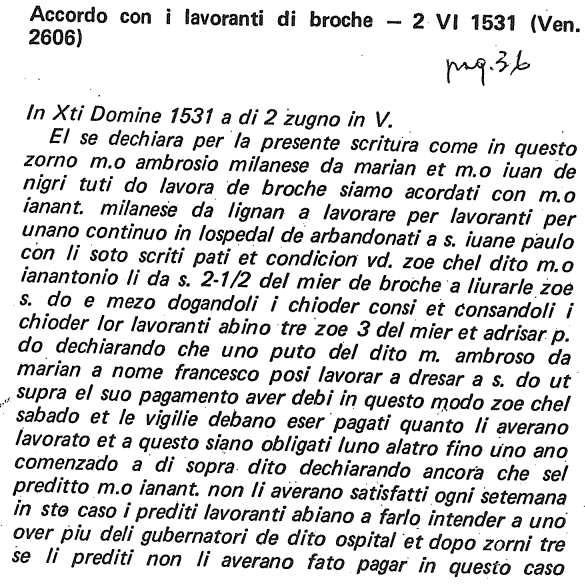 Accordo con i lavoranti di broche — 2 VI 1531 (Ven.
2606)
pag. 36
In Xti Domine 1531 a di 2 zugno in V.
El se dechiara per la presente scritura come in questo
zorno m.o ambrosio milanese da marian et m.o iuan de
nigri tuti do lavora de broche siamo acordati con m.o
ianant. milanese da lignan a lavorare per lavoranti per
unano continuo in lospedal de arbandonati a s. iuane paulo
con li soto scriti pati et condicion vd. zoe chel dito m.o
ianantonio li da s. 2-1/2 del mier de broche a liurarle zoe
s. do e mezo dogandoli i chioder consi et consandoli i
chioder lor lavoranti abino tre zoe 3 del mier et adrisar p.
do dechiarando che uno puto del dito m. ambroso da
marian a nome francesco posi lavorar a dresar a s. do ut
supra el suo pagamento aver debi in questo modo zoe chel
sabado et le vigilie debano eser pagati quanto li averano
lavorato et a questo siano obligati luno alatro fino uno ano
comenzado a di sopra dito dechiarando ancora che sel
preditto m.o ianant. non li averano satisfatti ogni setemana
in sto caso i prediti lavoranti abiano a farlo intender a uno
over piu deli gubernatori de dito ospital et dopo zorni tre
se li prediti non li averano fato pagar in questo caso